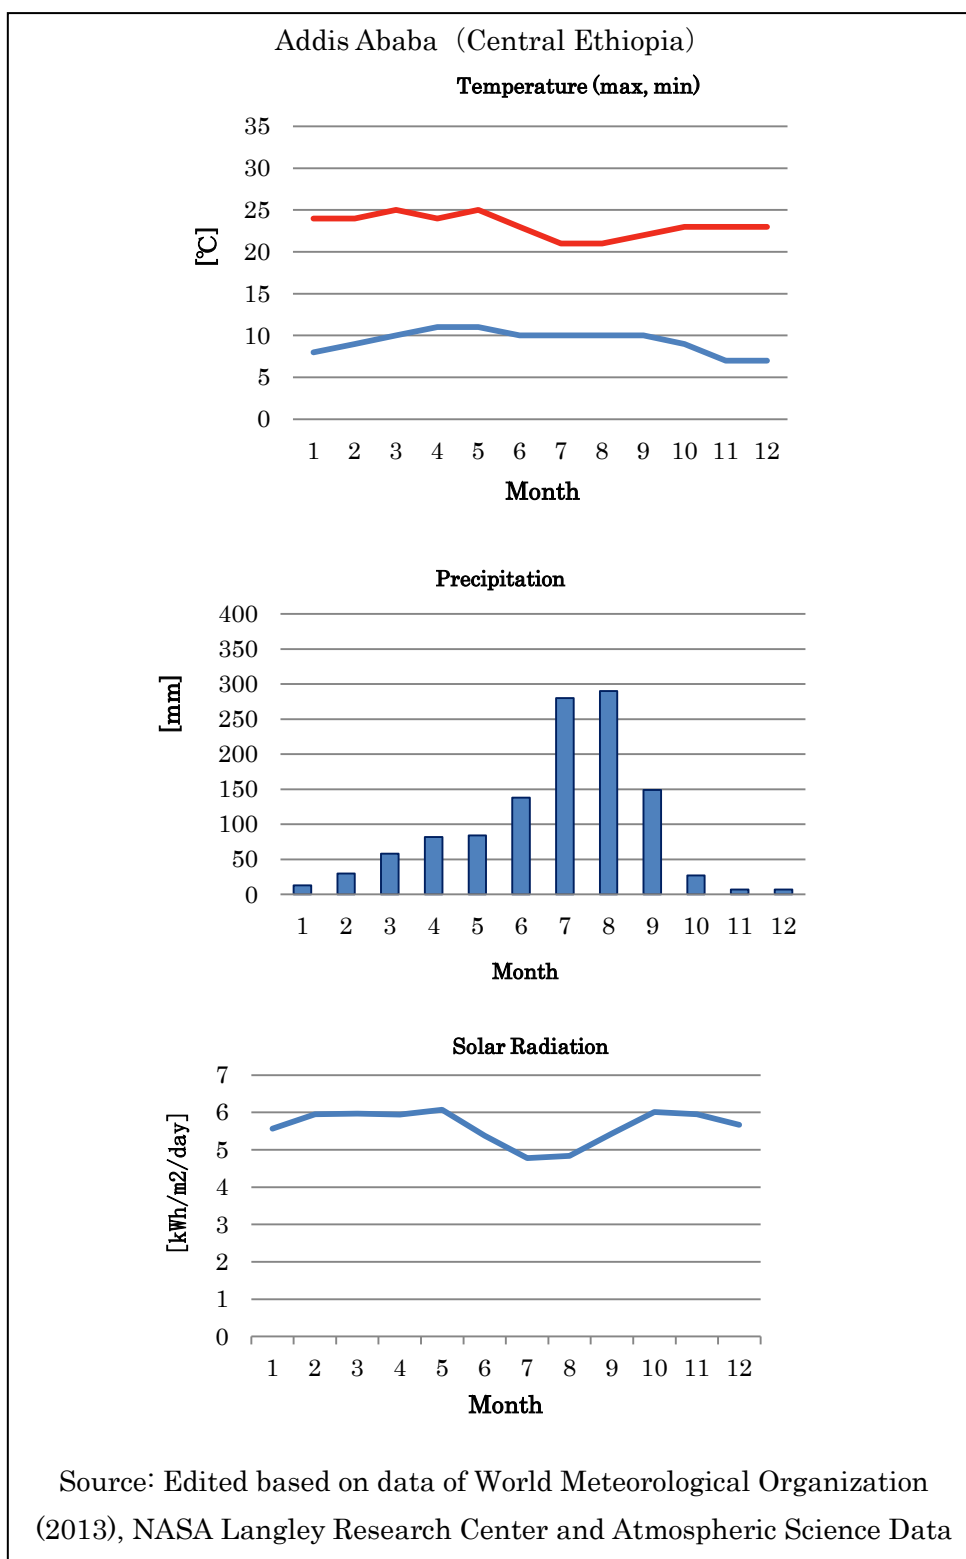 Addis Ababa（Central Ethiopia）
Temperature (max, min)
35
30
25
20
15
10
5
0
[℃]
1 2 3 4 5 6 7 8 9 10 11 12
Month
Precipitation
400
350
300
250
200
150
100
50
0
[mm]
1 2 3 4 5 6 7 8 9 10 11 12
Month
Solar Radiation
7
6
5
4
3
2
1
0
[kWh/m2/day]
1 2 3 4 5 6 7 8 9 10 11 12
Month
Source: Edited based on data of World Meteorological Organization
(2013), NASA Langley Research Center and Atmospheric Science Data